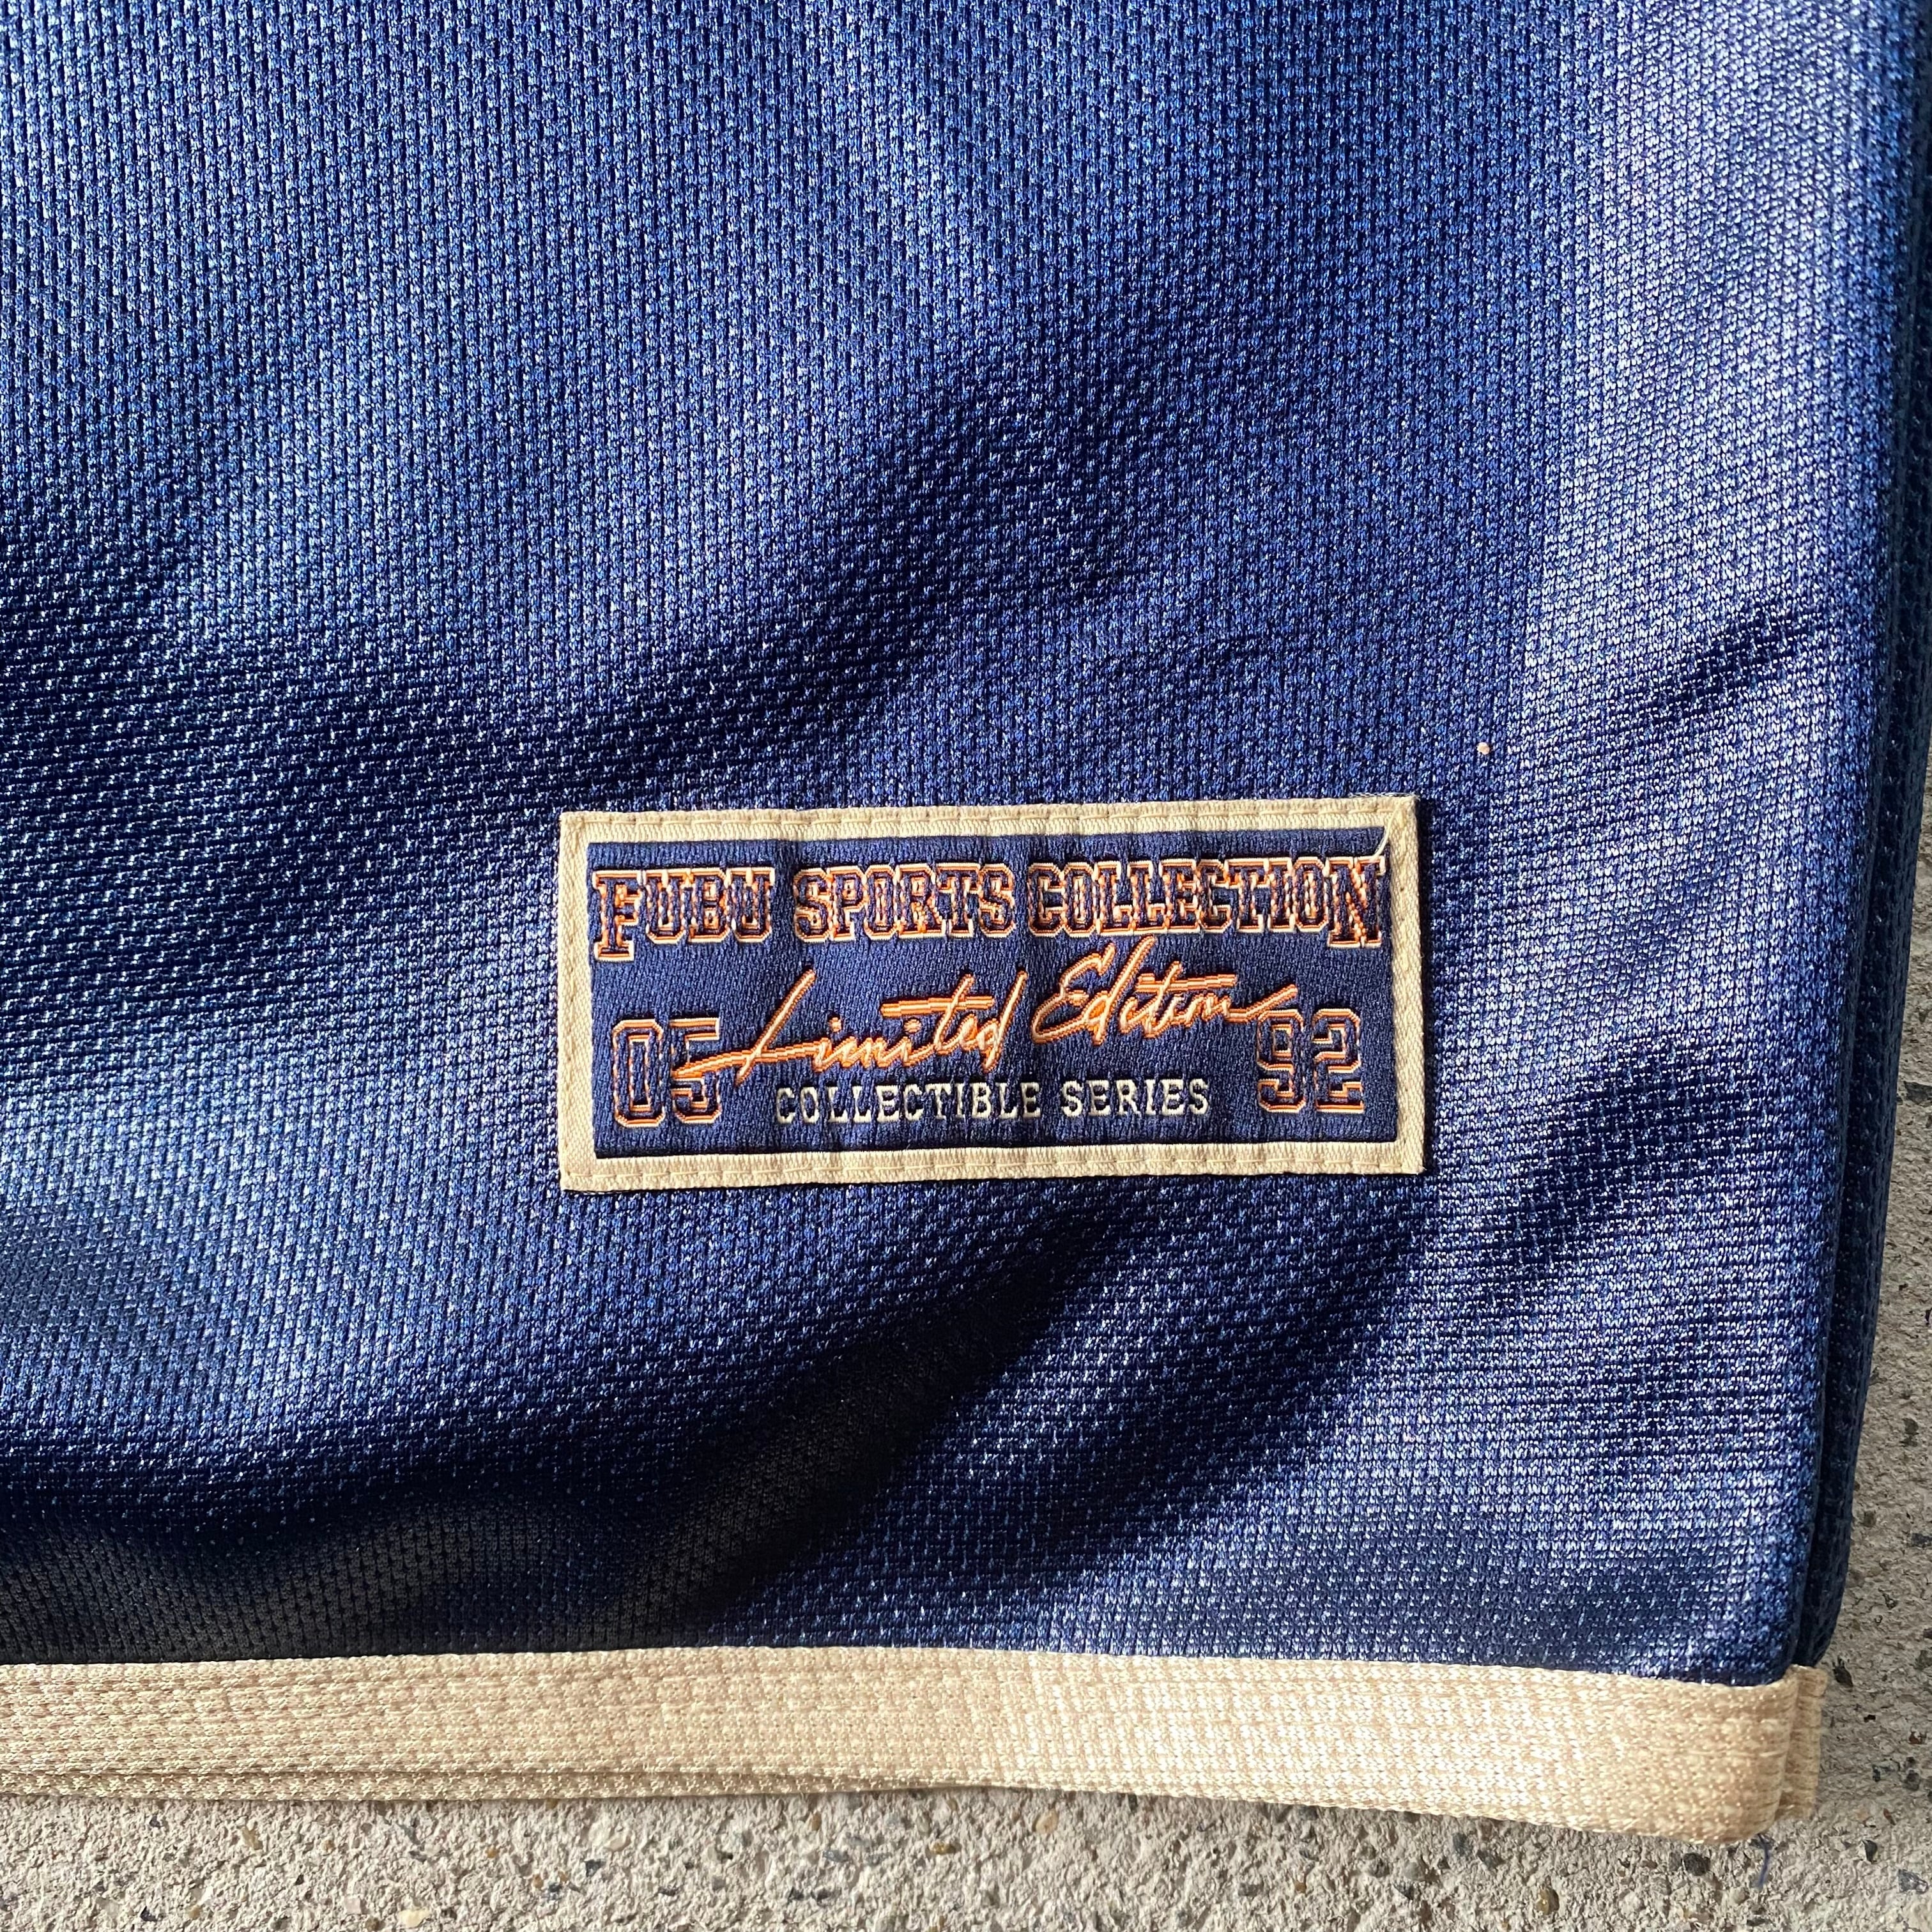 FUBU SPORTS COLLECTION
Limited Edition
05 92
COLLECTIBLE SERIES